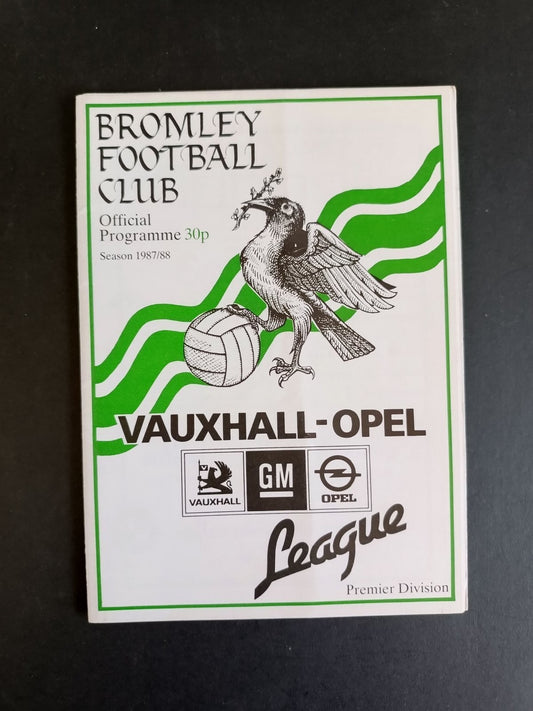 BROMLEY
FOOTBALL
CLUB
Official
Programme 30p
Season 1987/88
VAUXHALL-OPEL
V
VAUXHALL
GM
OPEL
League
Premier Division